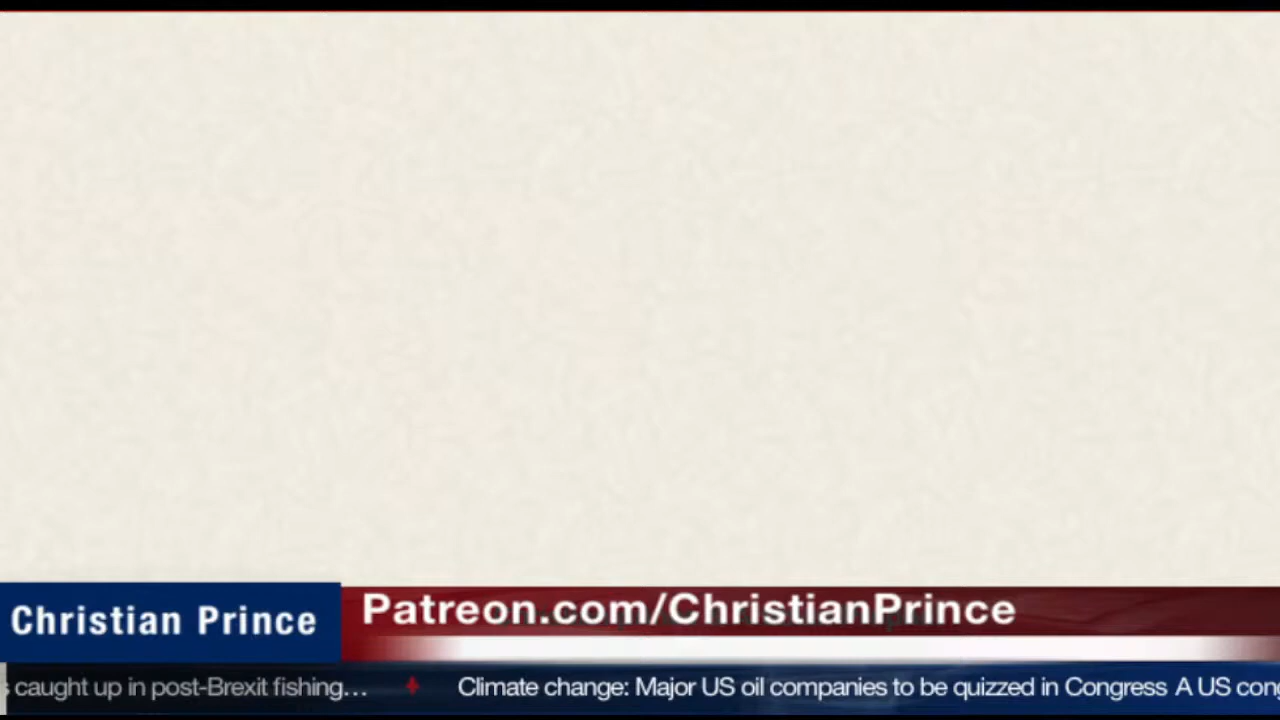 Christian Prince
Patreon.com/ChristianPrince
caught up in post-Brexit fishing… Climate change: Major US oil companies to be quizzed in Congress A US